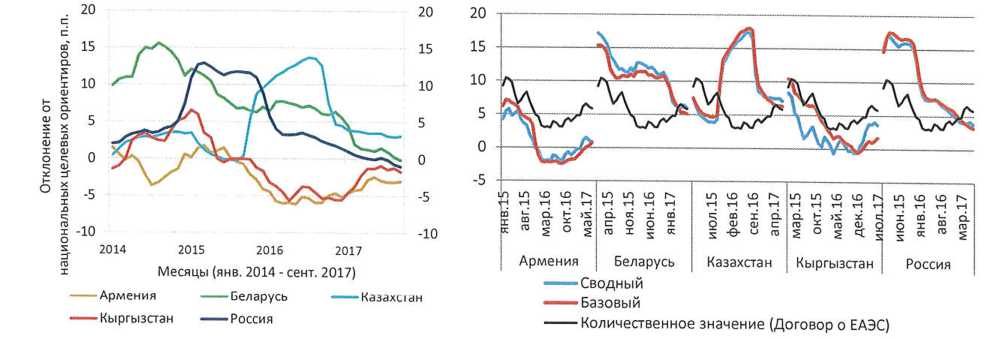 Отклонение от
национальных целевых ориентиров, п.п.
20
15
10
5
0
-5
-10
20
15
10
5
0
-5
-10
2014
2015
2016
2017
Месяцы (янв. 2014 - сент. 2017)
Армения
Беларусь
Казахстан
Кыргызстан
Россия
20
15
10
5
0
-5
янв.15
авг.15
мар.16
окт.16
май.17
апр.15
ноя.15
июн.16
янв.17
июл.15
фев.16
сен.16
апр.17
мар.15
окт.15
май.16
дек.16
июл.17
июн.15
янв.15
авг.16
мар.17
Армения
Беларусь
Казахстан
Кыргызстан
Россия
Сводный
Базовый
Количественное значение (Договор о ЕАЭС)